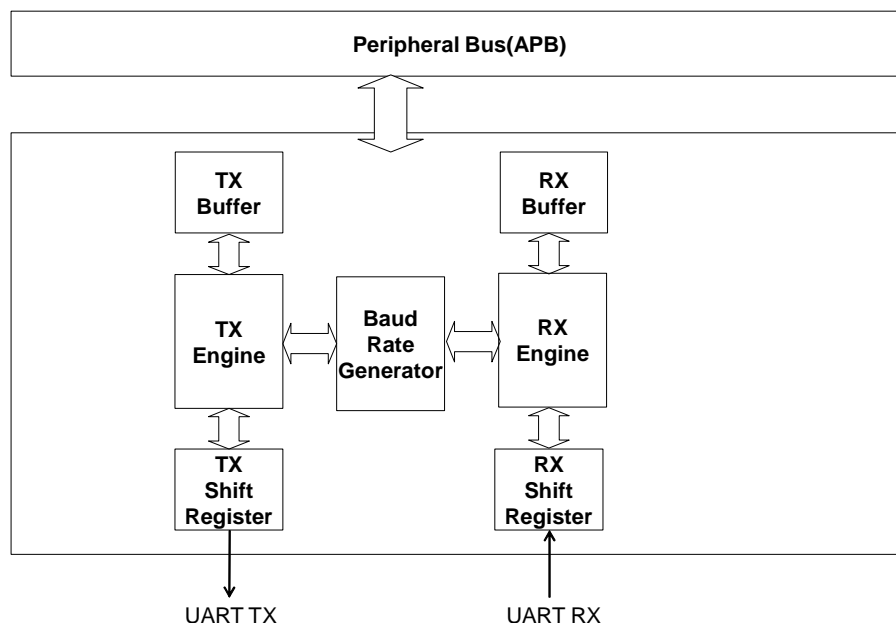 Peripheral Bus(APB)
TX
Buffer
RX
Buffer
TX
Engine
Baud
Rate
Generator
RX
Engine
TX
Shift
Register
RX
Shift
Register
UART TX
UART RX